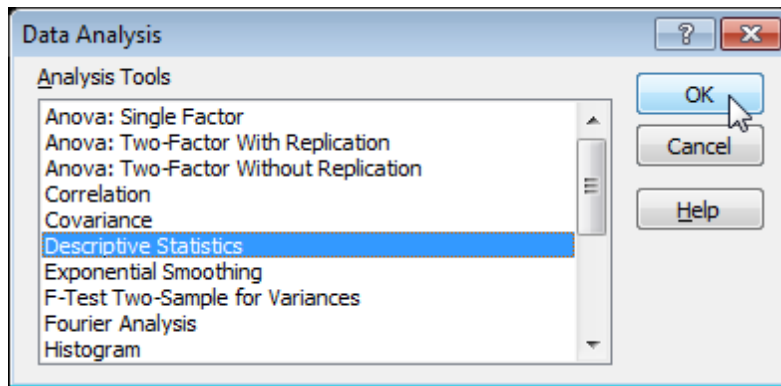 Data Analysis
Analysis Tools
Anova: Single Factor
Anova: Two-Factor With Replication
Anova: Two-Factor Without Replication
Correlation
Covariance
Descriptive Statistics
Exponential Smoothing
F-Test Two-Sample for Variances
Fourier Analysis
Histogram
OK
Cancel
Help